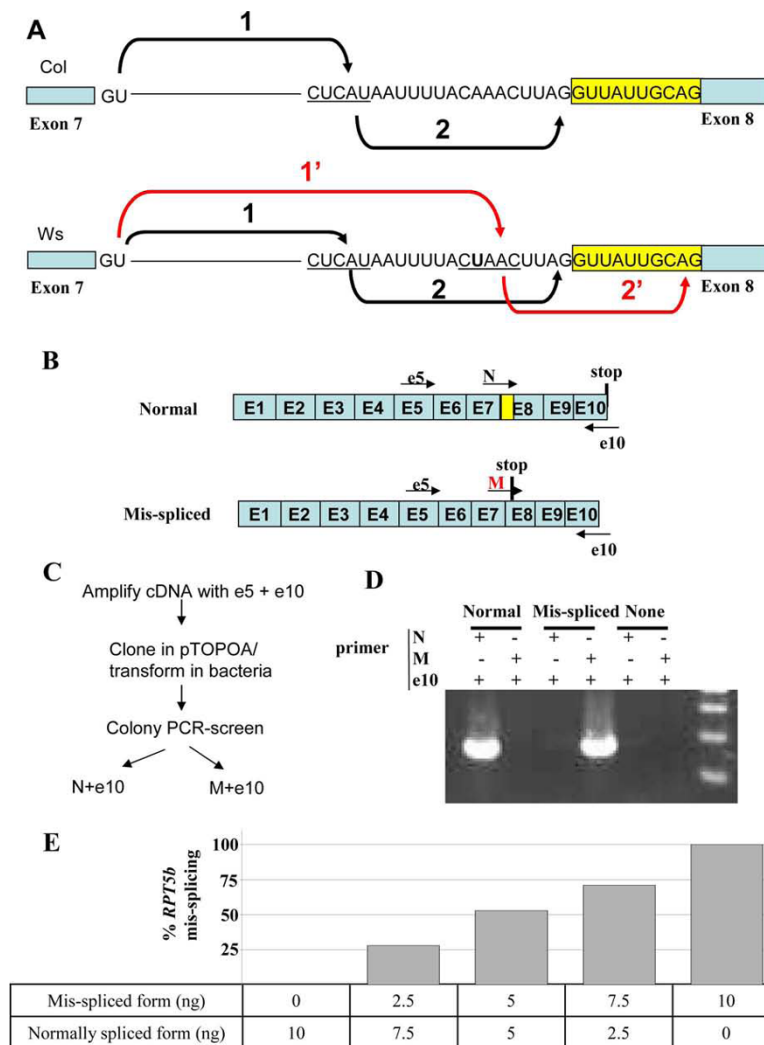 A
1
Col
GU
CUCAUAAUUUUACAAACUUAGGUUAUUGCAG
Exon 7
Exon 8
2
1'
1
Ws
GU
CUCAUAAUUUUACUAACUUAGGUUAUUGCAG
Exon 7
Exon 8
2
2'
B
e5
N
stop
Normal
E1 E2 E3 E4 E5 E6 E7 E8 E9 E10
e10
stop
e5
M
Mis-spliced
E1 E2 E3 E4 E5 E6 E7 E8 E9 E10
e10
C
Amplify cDNA with e5 + e10
Clone in pTOPOA/
transform in bacteria
Colony PCR-screen
N+e10 M+e10
D
Normal Mis-spliced None
primer
N + - + - + -
M - + - + - +
e10 + + + + + +
E
% RPT5b
mis-splicing
100
75
50
25
Mis-spliced form (ng) 0 2.5 5 7.5 10
Normally spliced form (ng) 10 7.5 5 2.5 0